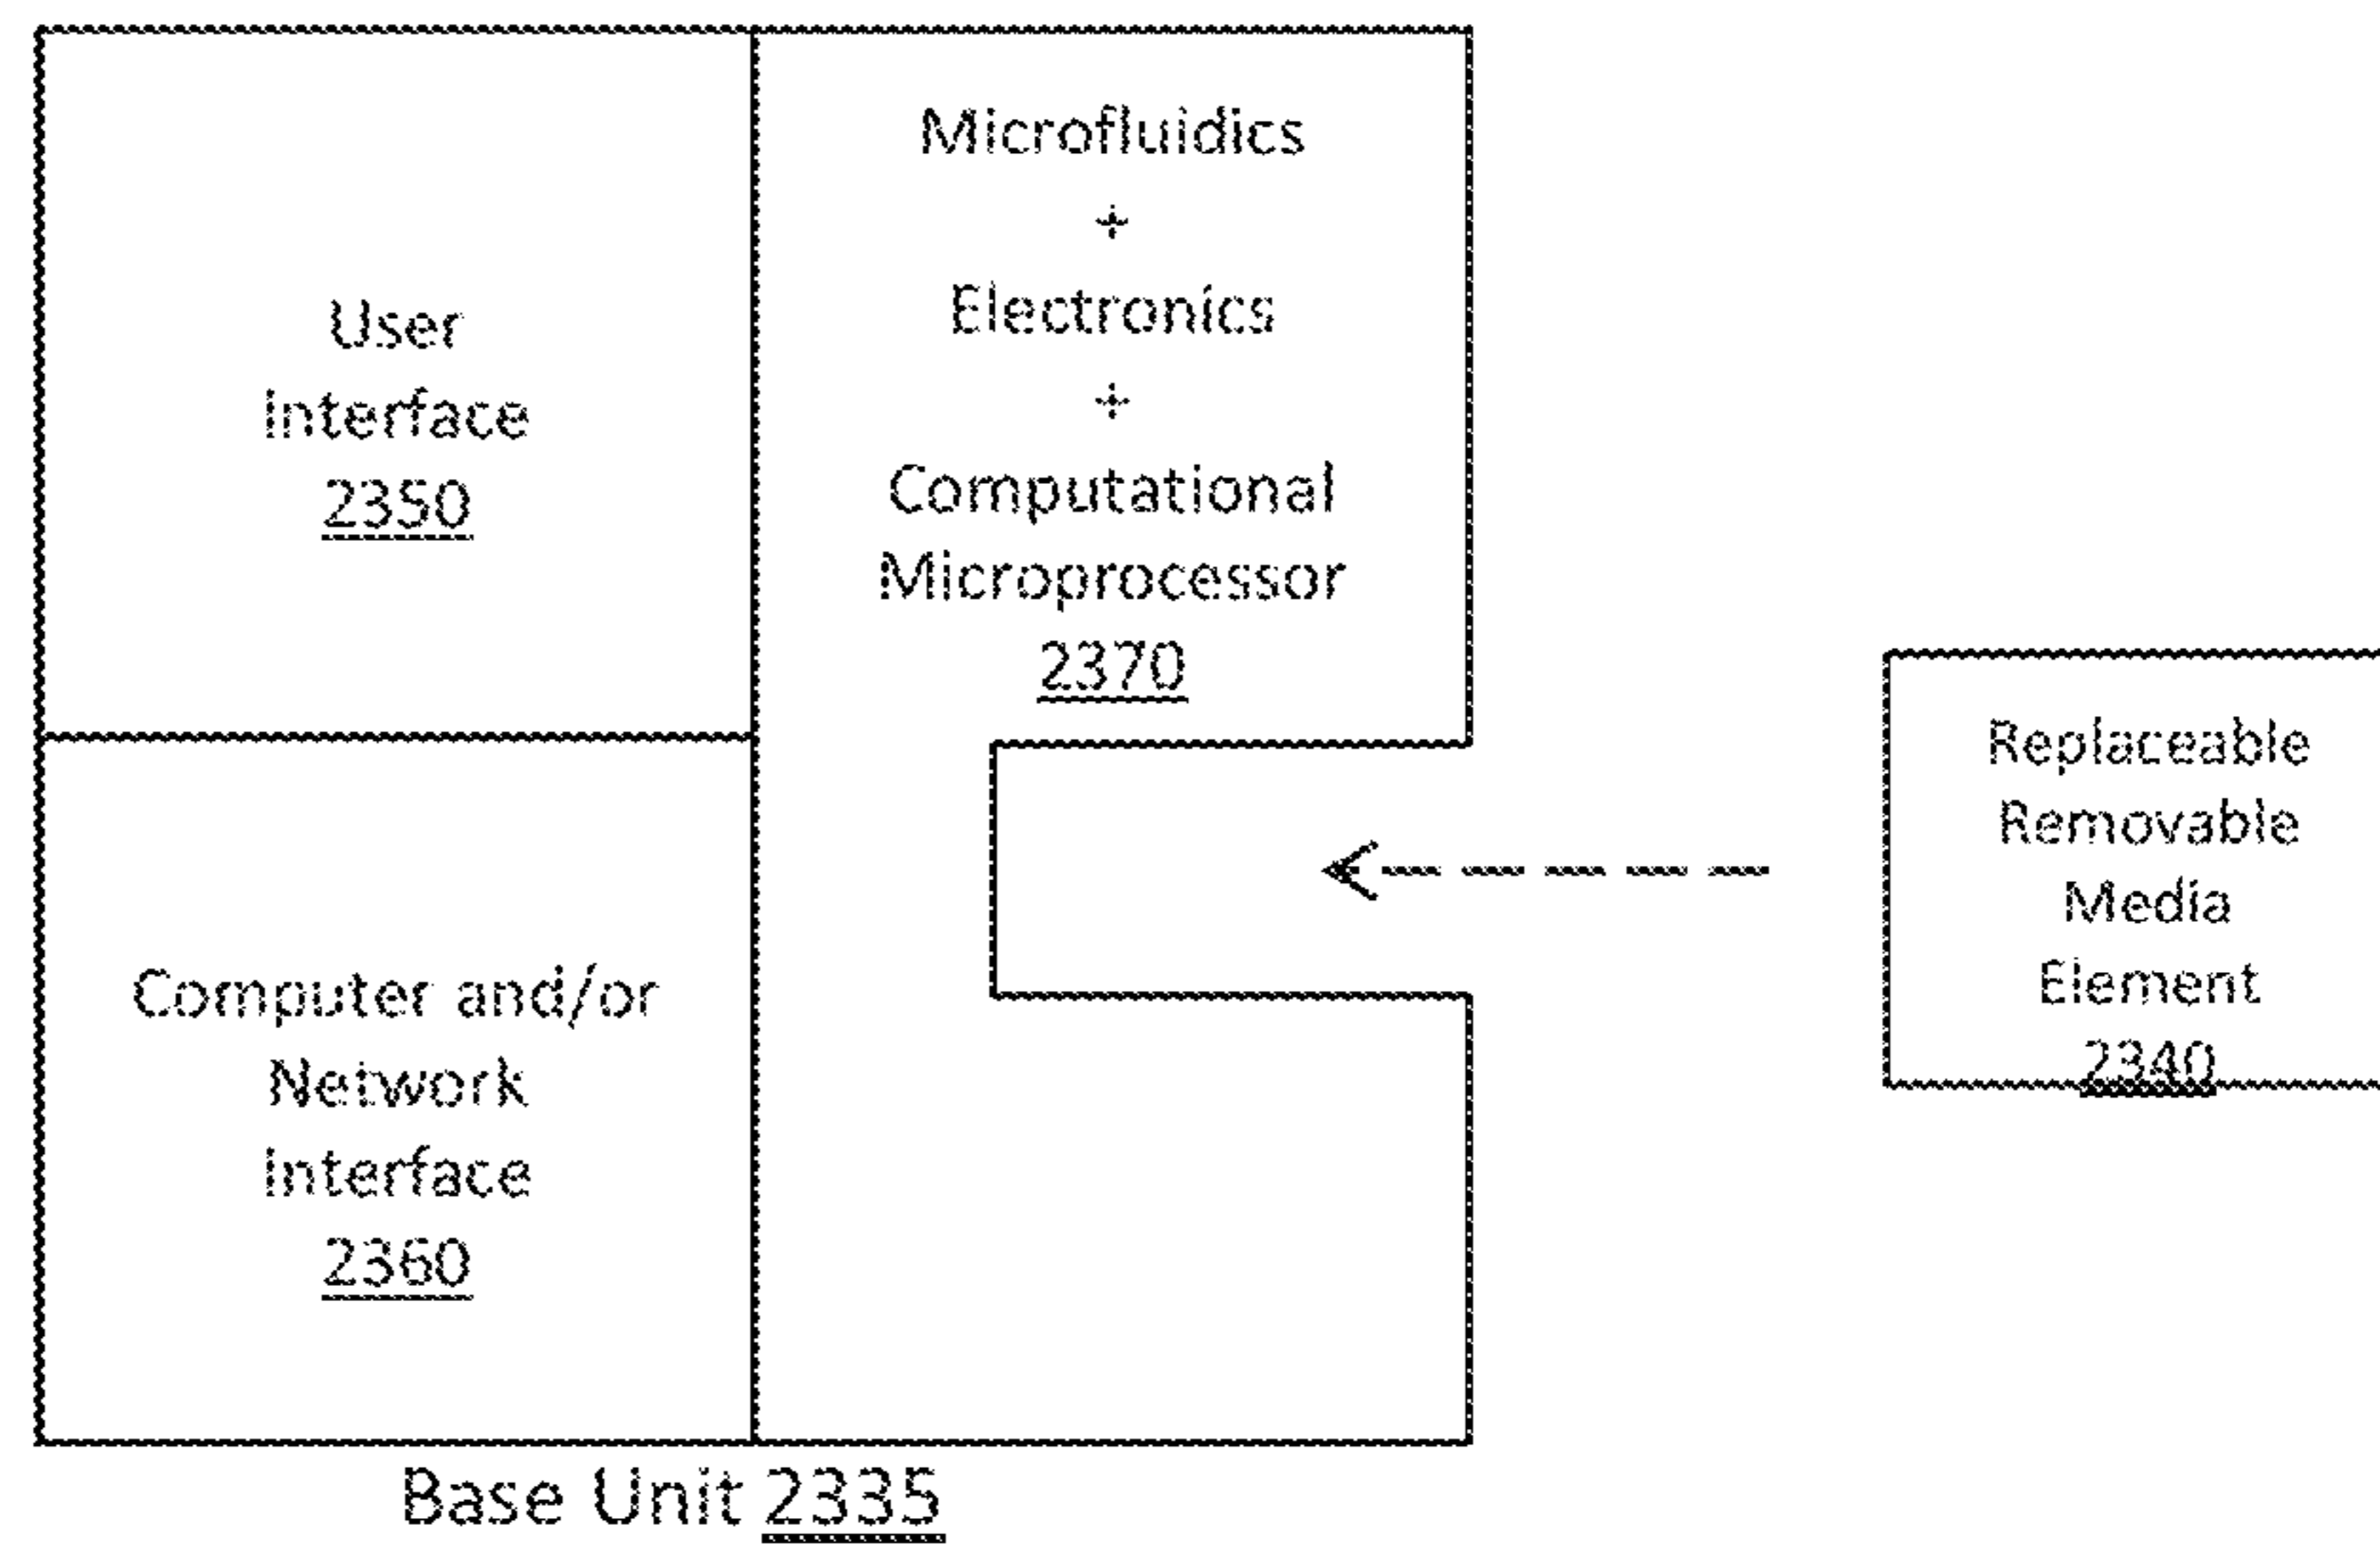 User
Interface
2350
Microfluidics
+
Electronics
+
Computational
Microprocessor
2370
Computer and/or
Network
Interface
2360
Replaceable
Removable
Media
Element
2340
Base Unit 2335